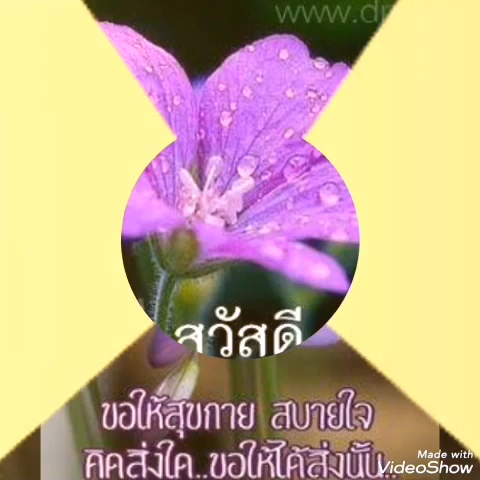 สวัสดี
ขอให้สุขกาย สบายใจ
คิดสิ่งใด..ขอให้ได้สิ่งนั้น..
Made with
VideoShow